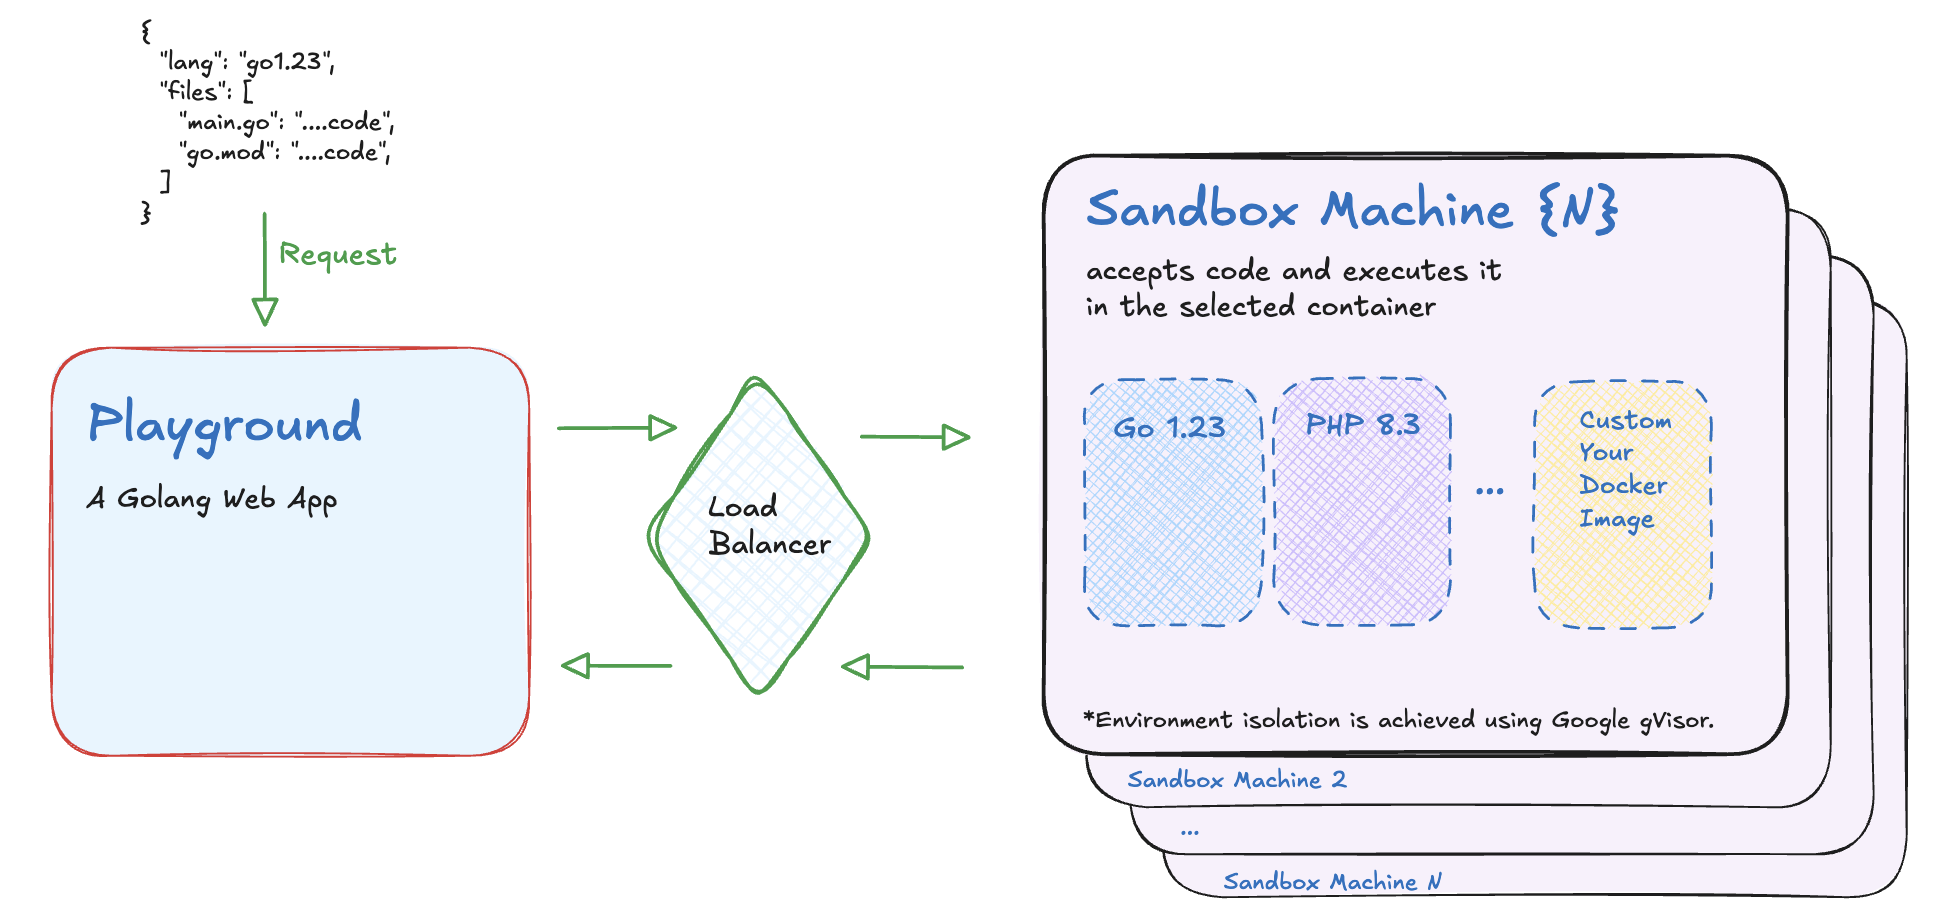 {
"lang": "go1.23",
"files": [
"main.go": "....code",
"go.mod": "....code",
]
}
Request
Playground
A Golang Web App
Load
Balancer
Sandbox Machine {N}
accepts code and executes it
in the selected container
Go 1.23
PHP 8.3
...
Custom
Your
Docker
Image
*Environment isolation is achieved using Google gVisor.
Sandbox Machine 2
...
Sandbox Machine N